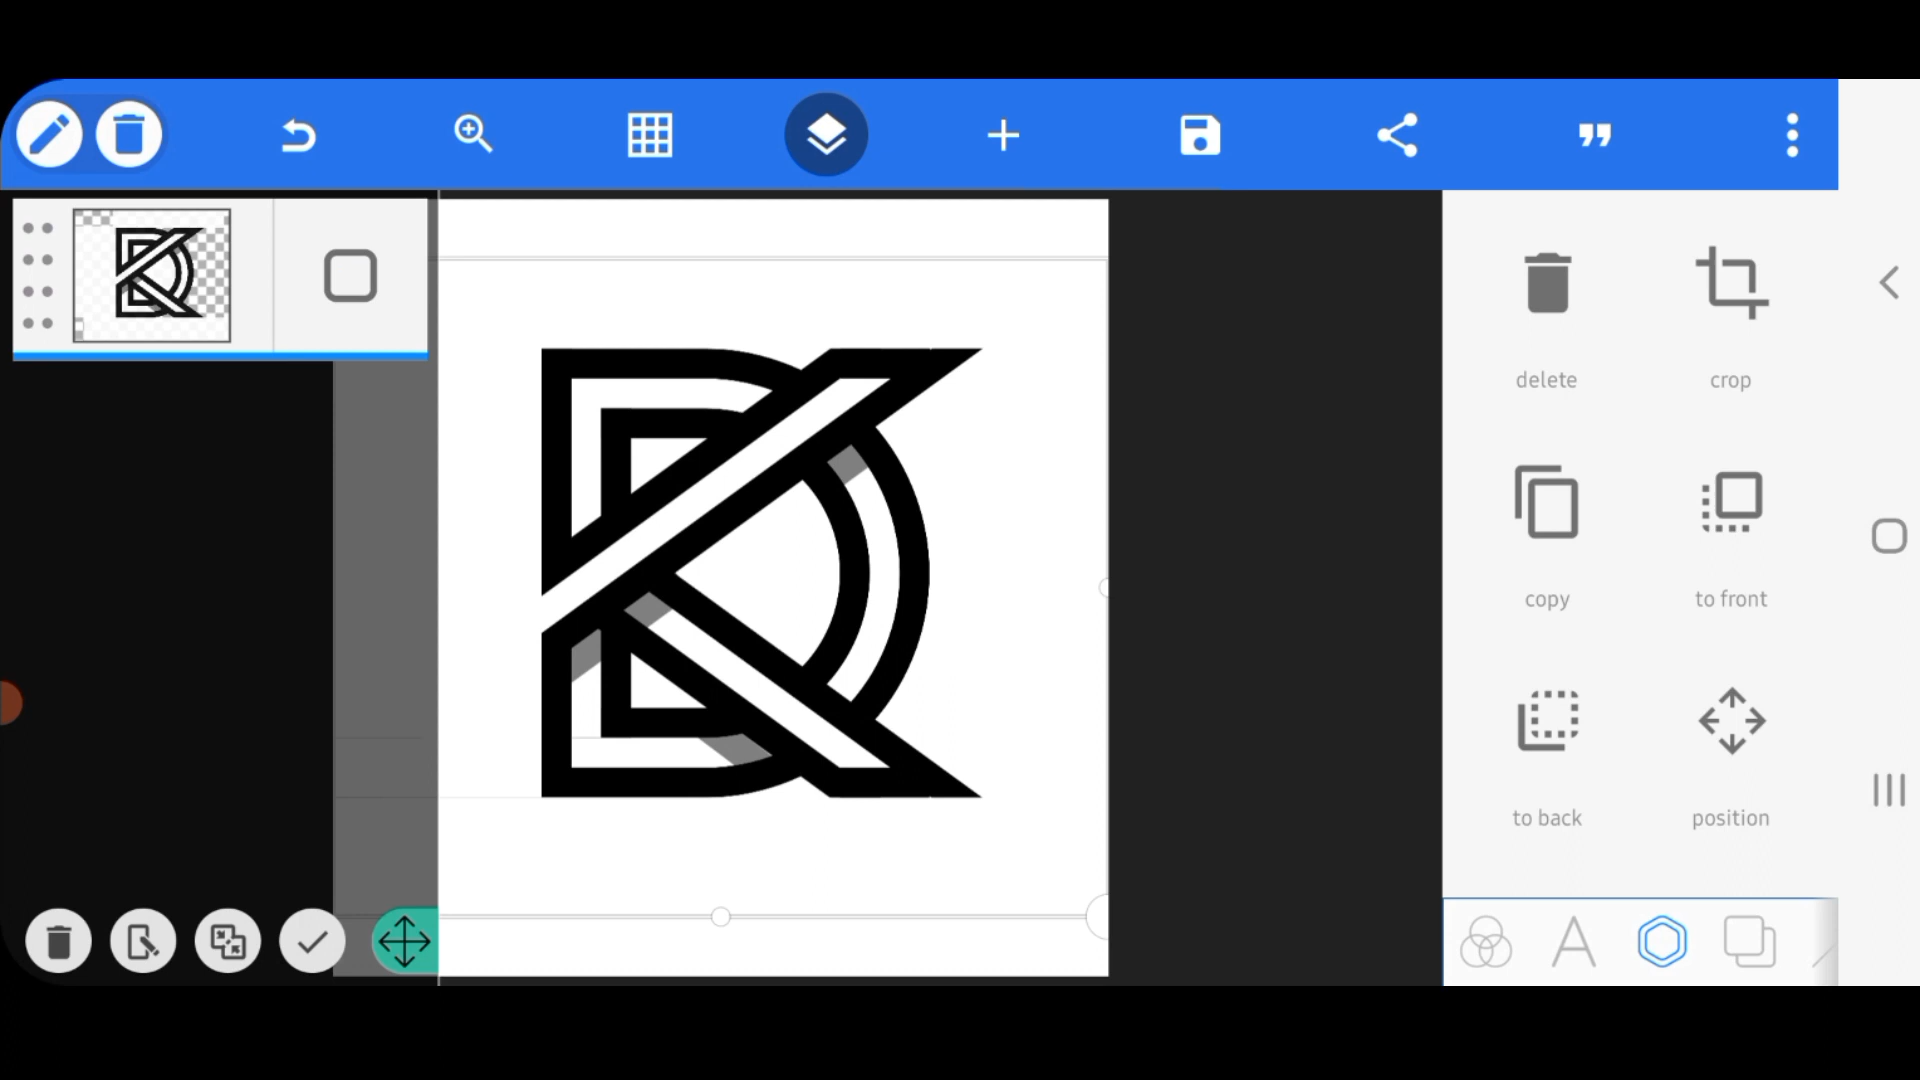 delete
crop
copy
to front
to back
position